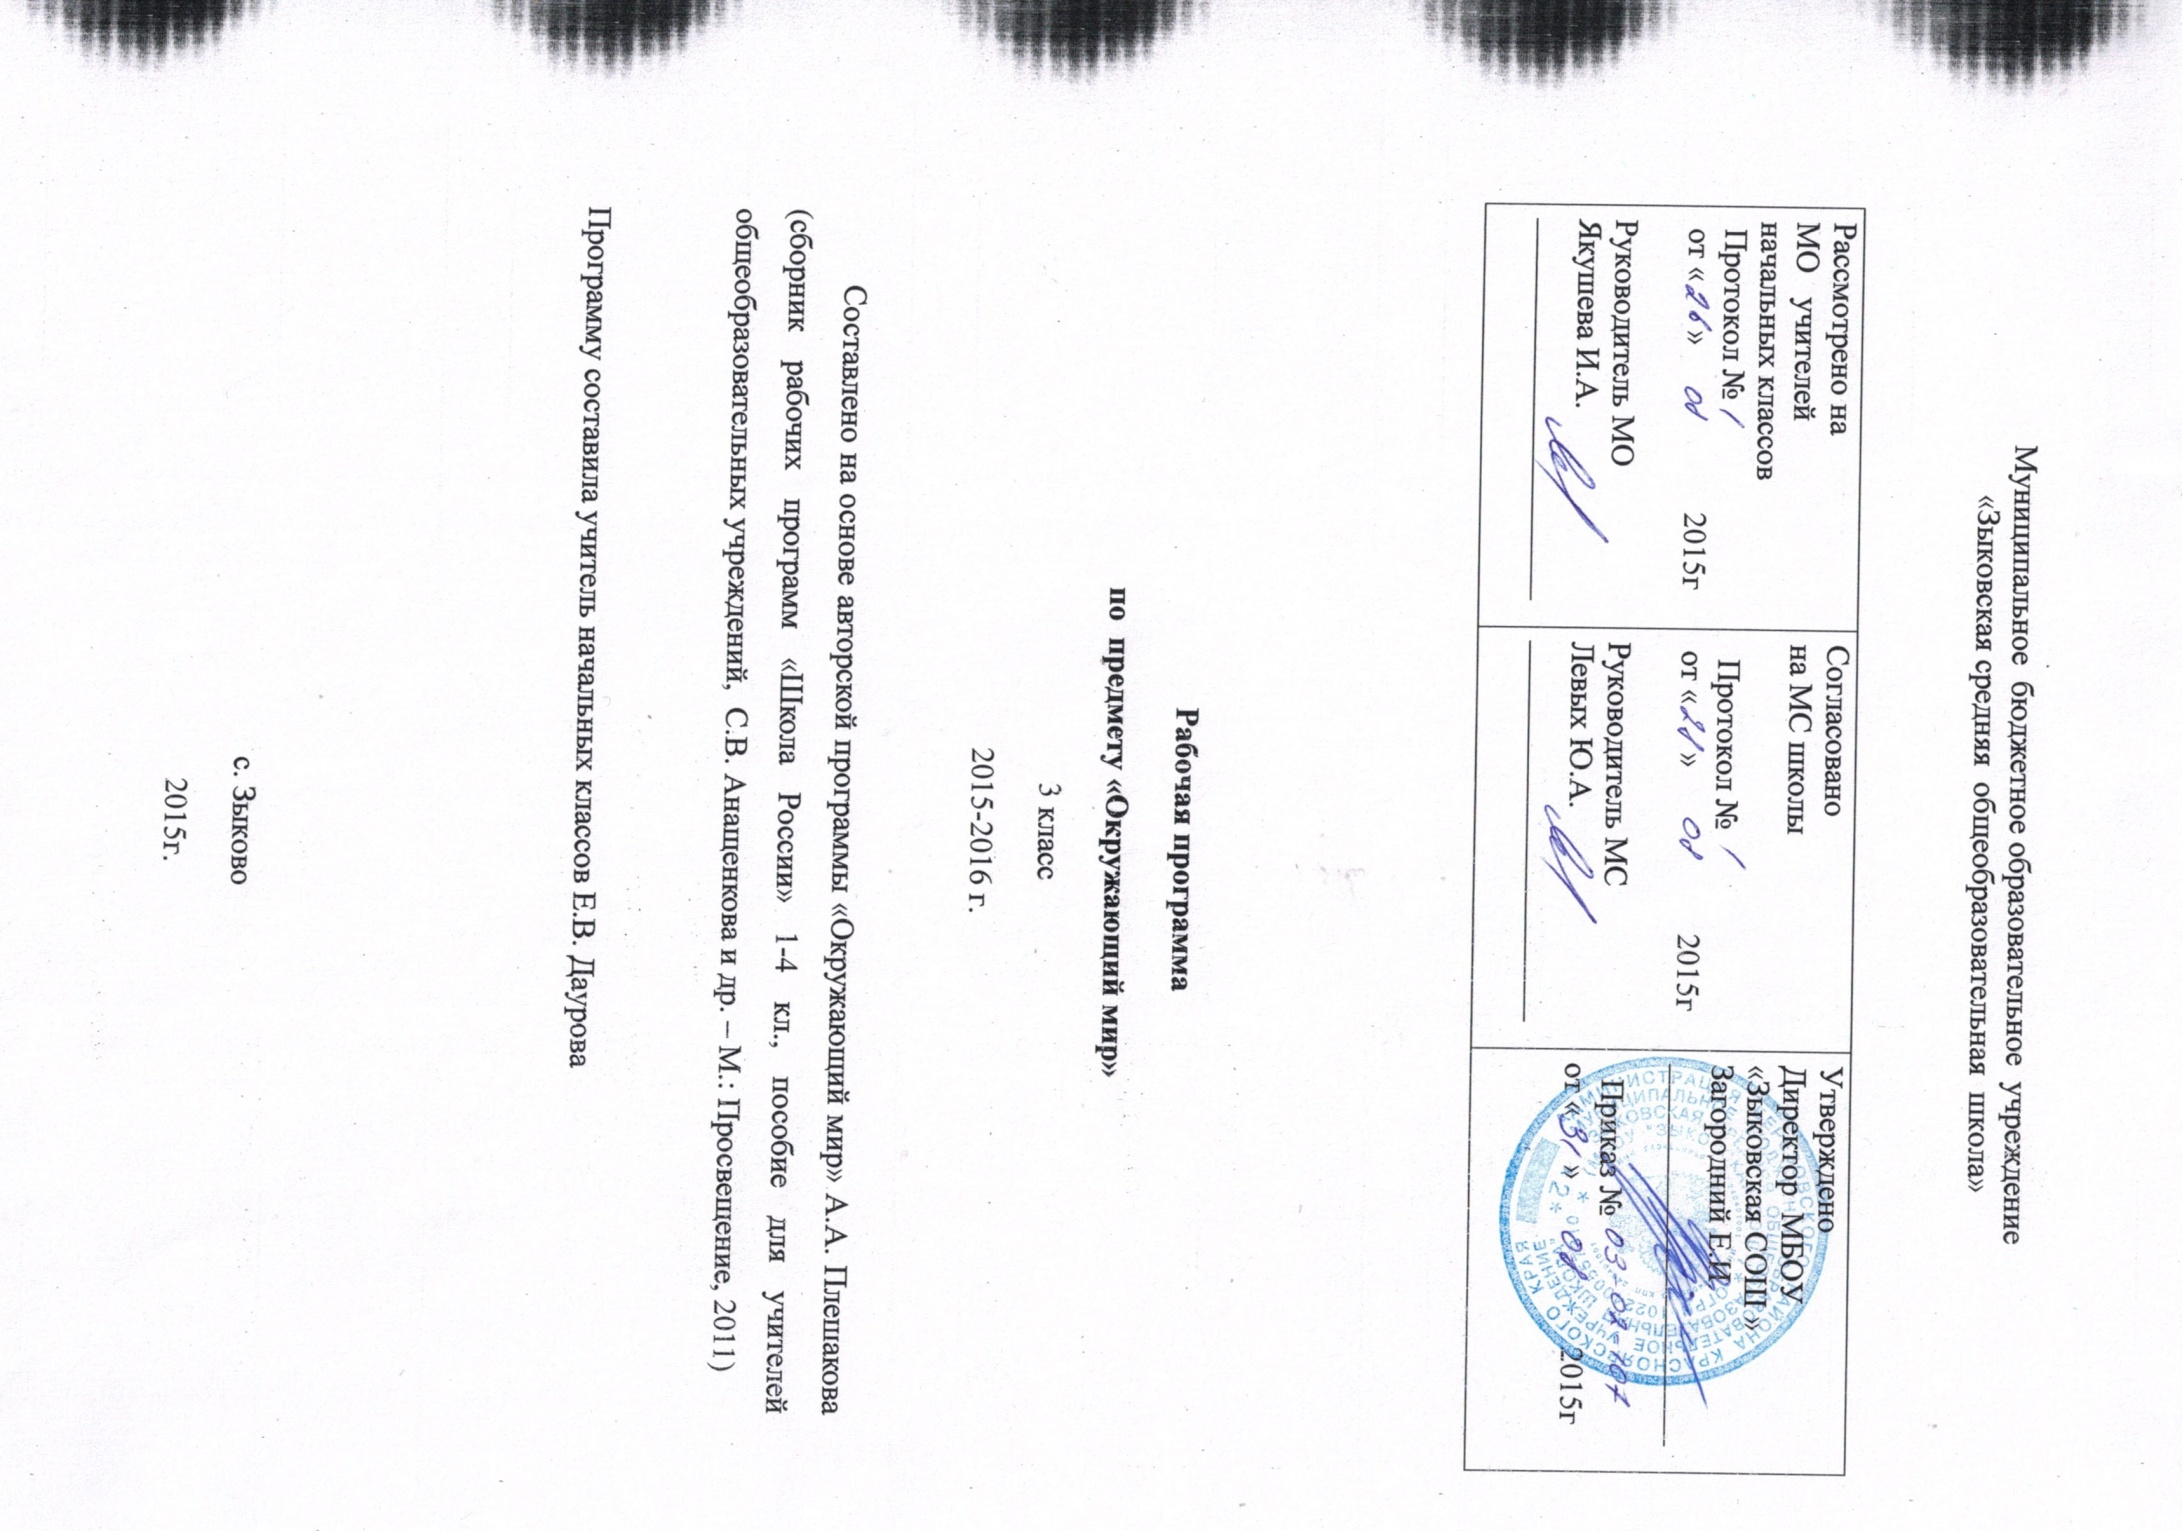 Муниципальное бюджетное образовательное учреждение
«Зыковская средняя общеобразовательная школа»
Рассмотрено на
МО учителей
начальных классов
Протокол № 1
от «26» 08 2015г
Руководитель МО
Якушева И.А.
Согласовано
на МС школы
Протокол № 1
от «28» 08 2015г
Руководитель МС
Левых Ю.А.
Утверждено
Директор МБОУ
«Зыковская СОШ»
Загородний Е.И
Приказ № 03-02-
от «31» 08 2015г
Рабочая программа
по предмету «Окружающий мир»
3 класс
2015-2016 г.
Составлено на основе авторской программы «Окружающий мир» А.А. Плешакова
(сборник рабочих программ «Школа России» 1-4 кл., пособие для учителей
общеобразовательных учреждений, С.В. Анащенкова и др. – М.: Просвещение, 2011)
Программу составила учитель начальных классов Е.В. Даурова
с. Зыково
2015г.